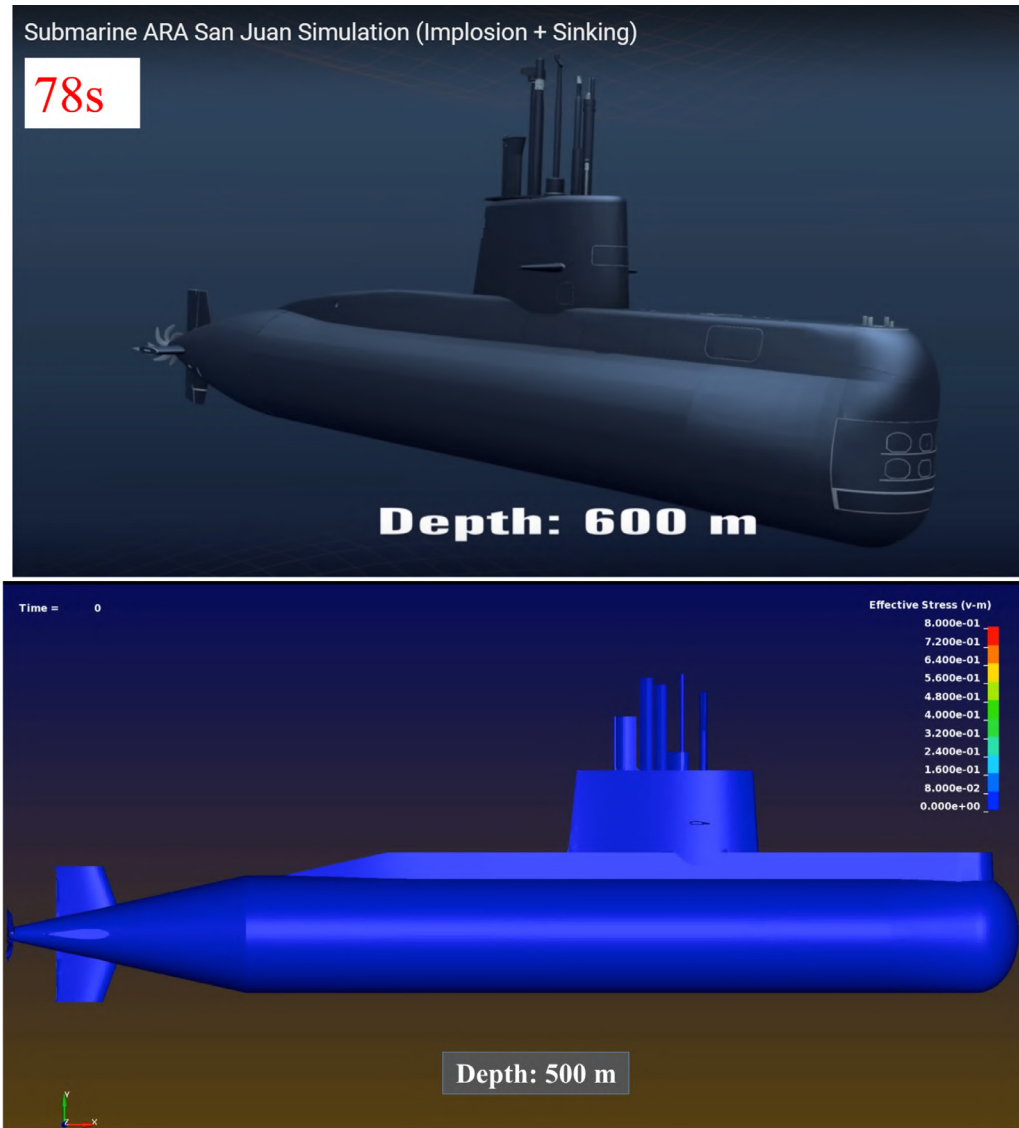 Submarine ARA San Juan Simulation (Implosion + Sinking)
78s
Depth: 600 m
Time = 0
Effective Stress (v-m)
8.000e-01
7.200e-01
6.400e-01
5.600e-01
4.800e-01
4.000e-01
3.200e-01
2.400e-01
1.600e-01
8.000e-02
0.000e+00
Depth: 500 m
Y
Z X